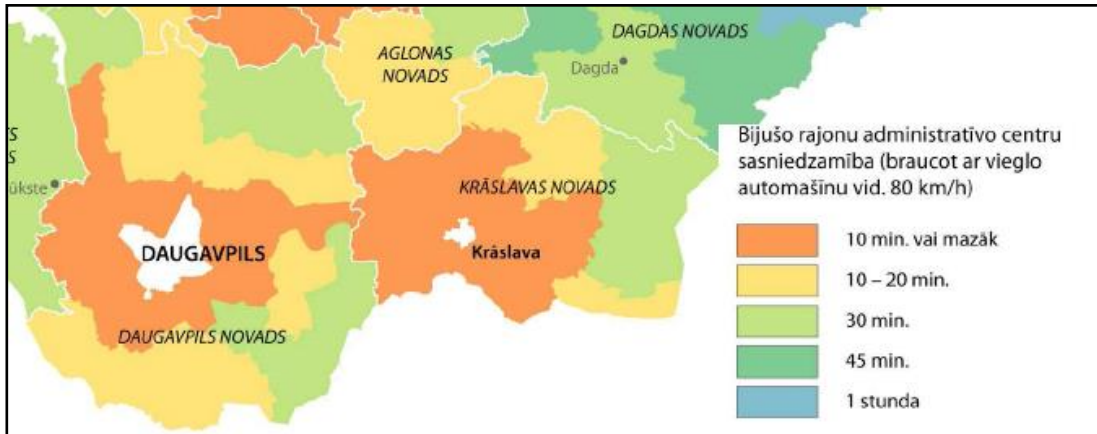 AGLONAS
NOVADS
DAGDAS NOVADS
Dagda
KRĀSLAVAS NOVADS
DAUGAVPILS
Krāslava
DAUGAVPILS NOVADS
Bijušo rajonu administratīvo centru
sasniedzamība (braucot ar vieglo
automašīnu vid. 80 km/h)
10 min. vai mazāk
10 – 20 min.
30 min.
45 min.
1 stunda